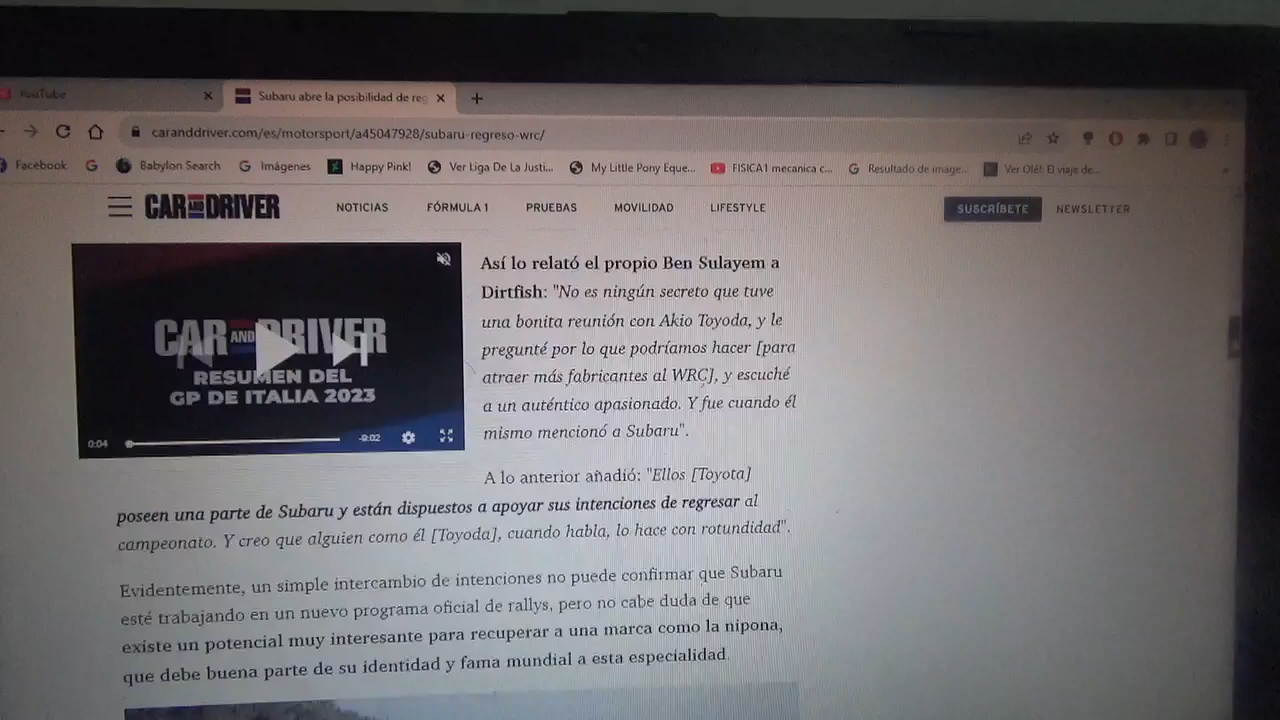 YouTube
Subaru abre la posibilidad de reg
caranddriver.com/es/motorsport/a45047928/subaru-regreso-wrc/
Facebook
Babylon Search
Imágenes
Happy Pink!
Ver Liga De La Justi...
My Little Pony Eque...
FISICA1 mecanica c...
Resultado de image...
Ver Olé!: El viaje de...
CAR AND DRIVER
NOTICIAS
FÓRMULA 1
PRUEBAS
MOVILIDAD
LIFESTYLE
SUSCRÍBETE
NEWSLETTER
CAR AND DRIVER
RESUMEN DEL
GP DE ITALIA 2023
0:04
-0:02
Así lo relató el propio Ben Sulayem a
Dirtfish: "No es ningún secreto que tuve
una bonita reunión con Akio Toyoda, y le
pregunté por lo que podríamos hacer [para
atraer más fabricantes al WRC], y escuché
a un auténtico apasionado. Y fue cuando él
mismo mencionó a Subaru".
A lo anterior añadió: "Ellos [Toyota]
poseen una parte de Subaru y están dispuestos a apoyar sus intenciones de regresar al
campeonato. Y creo que alguien como él [Toyoda], cuando habla, lo hace con rotundidad".
Evidentemente, un simple intercambio de intenciones no puede confirmar que Subaru
esté trabajando en un nuevo programa oficial de rallys, pero no cabe duda de que
existe un potencial muy interesante para recuperar a una marca como la nipona,
que debe buena parte de su identidad y fama mundial a esta especialidad.